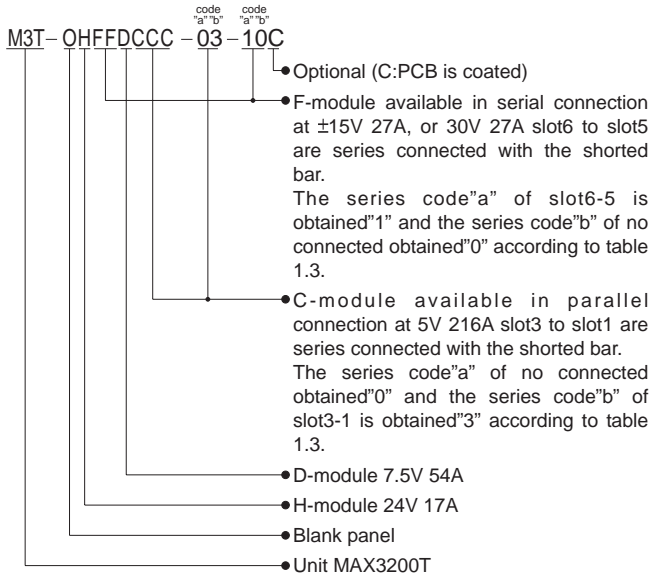 code code
"a" "b" "a" "b"
M3T– OHFFDCCC –03–10C
Optional (C:PCB is coated)
F-module available in serial connection
at ±15V 27A, or 30V 27A slot6 to slot5
are series connected with the shorted
bar.
The series code"a" of slot6-5 is
obtained"1" and the series code"b" of no
connected obtained"0" according to table
1.3.
C-module available in parallel
connection at 5V 216A slot3 to slot1 are
series connected with the shorted bar.
The series code"a" of no connected
obtained"0" and the series code"b" of
slot3-1 is obtained"3" according to table
1.3.
D-module 7.5V 54A
H-module 24V 17A
Blank panel
Unit MAX3200T